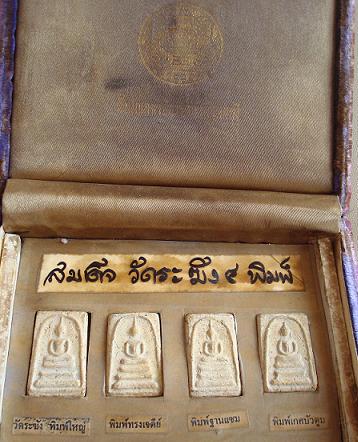 สมเด็จ วัดระฆัง ๔ พิมพ์
วัดระฆัง พิมพ์ใหญ่ พิมพ์ทรงเจดีย์ พิมพ์ฐานแซม พิมพ์เกศบัวตูม